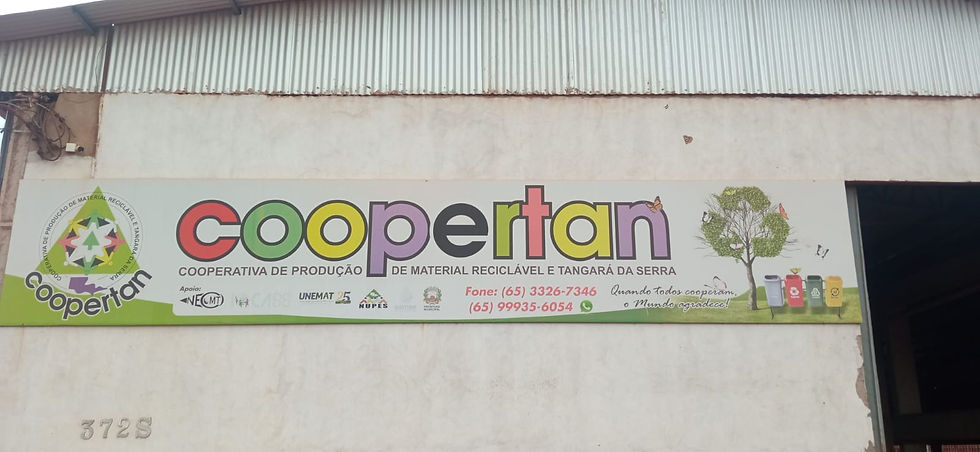 COOPERATIVA DE PRODUÇÃO DE MATERIAL RECICLÁVEL E TANGARÁ DA SERRA
coopertan
coopertan
COOPERATIVA DE PRODUÇÃO DE MATERIAL RECICLÁVEL E TANGARÁ DA SERRA
Apoio:
UNEMAT
NUPES
Fone: (65) 3326-7346
(65) 99935-6054
Quando Todos cooperam,
o Mundo agradece!
372S